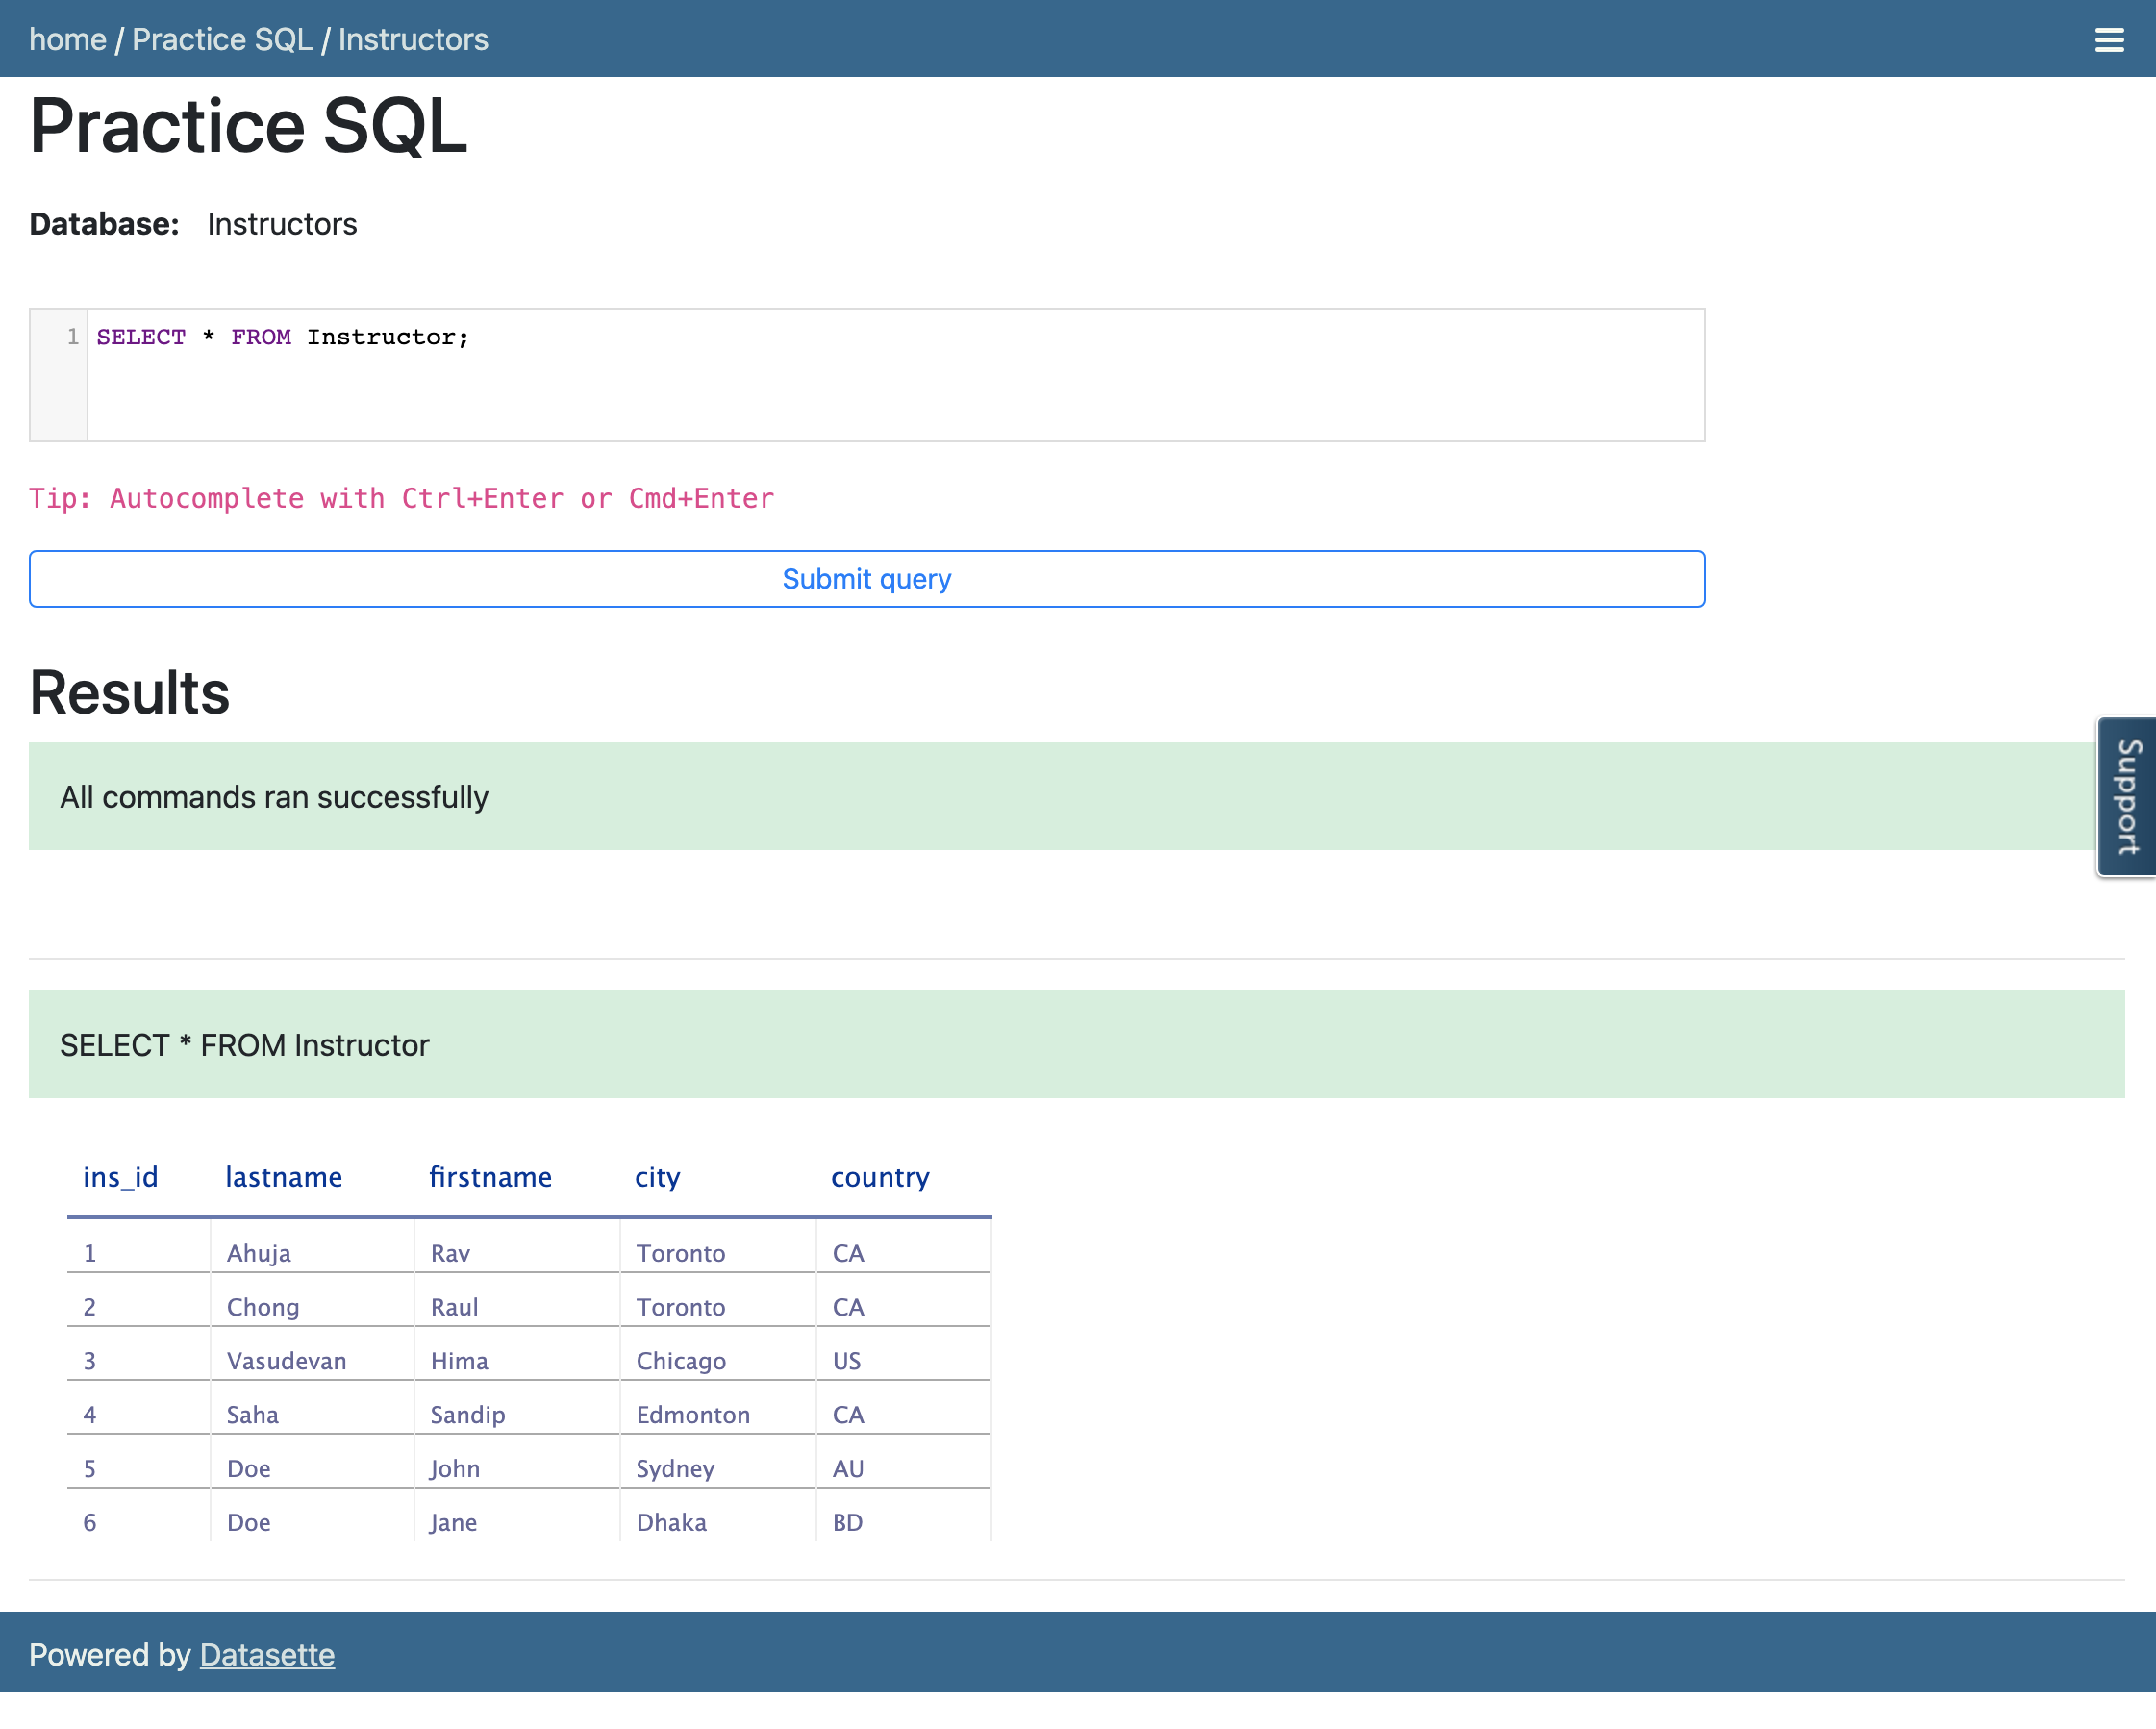 home / Practice SQL / Instructors
Practice SQL
Database: Instructors
1 SELECT * FROM Instructor;
Tip: Autocomplete with Ctrl+Enter or Cmd+Enter
Submit query
Results
All commands ran successfully
Support
SELECT * FROM Instructor
ins_id lastname firstname city country
1 Ahuja Rav Toronto CA
2 Chong Raul Toronto CA
3 Vasudevan Hima Chicago US
4 Saha Sandip Edmonton CA
5 Doe John Sydney AU
6 Doe Jane Dhaka BD
Powered by Datasette